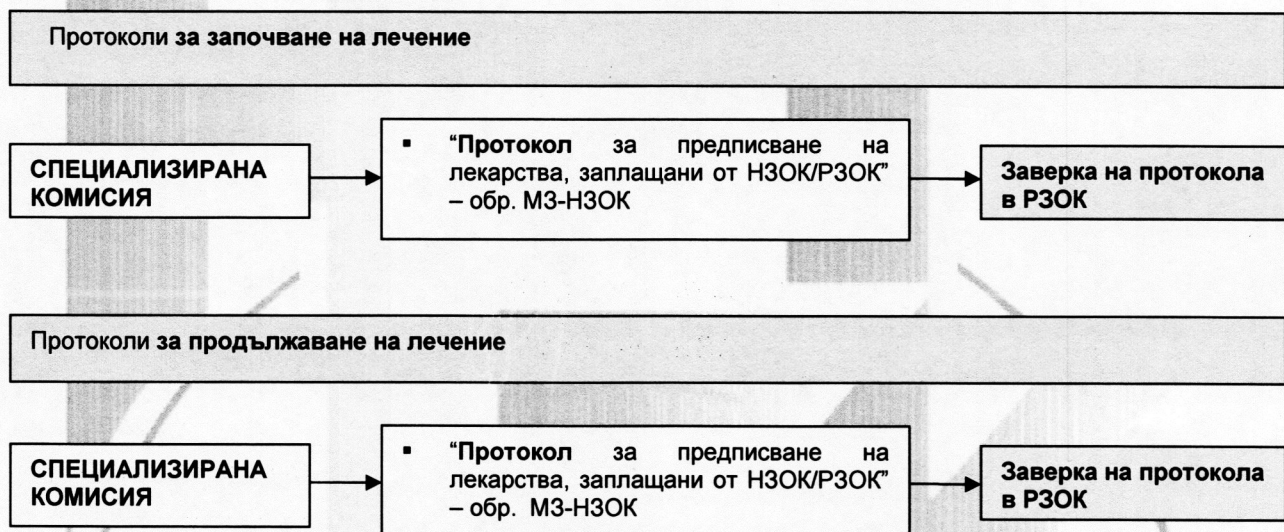 Протоколи за започване на лечение
СПЕЦИАЛИЗИРАНА
КОМИСИЯ
▪ “Протокол за предписване на
лекарства, заплащани от НЗОК/РЗОК”
– обр. МЗ-НЗОК
Заверка на протокола
в РЗОК
Протоколи за продължаване на лечение
СПЕЦИАЛИЗИРАНА
КОМИСИЯ
▪ “Протокол за предписване на
лекарства, заплащани от НЗОК/РЗОК”
– обр. МЗ-НЗОК
Заверка на протокола
в РЗОК